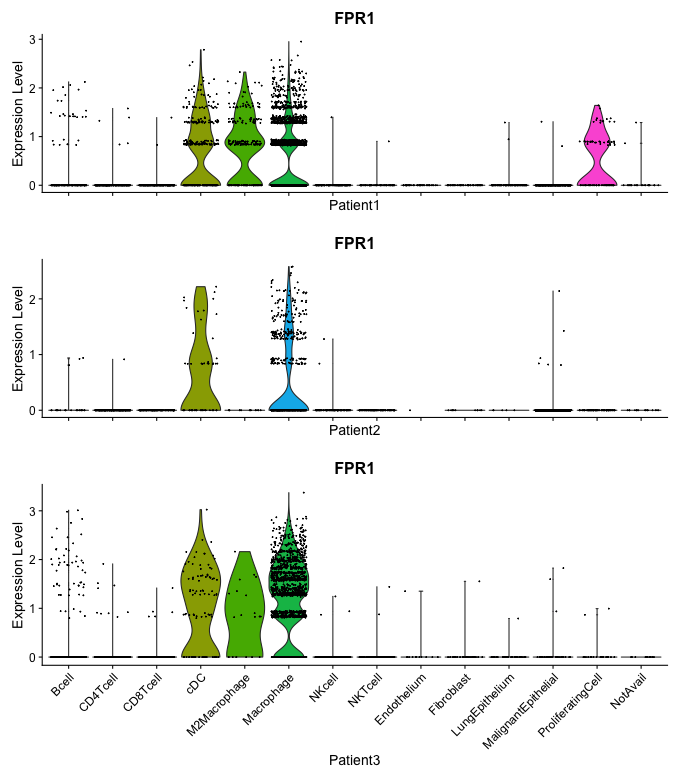 FPR1
Expression Level
3
2
1
0
Patient1
FPR1
Expression Level
2
1
0
Patient2
FPR1
Expression Level
3
2
1
0
Bcell
CD4Tcell
CD8Tcell
cDC
M2Macrophage
Macrophage
NKcell
NKTcell
Endothelium
Fibroblast
LungEpithelium
MalignantEpithelial
ProliferatingCell
NotAvail
Patient3